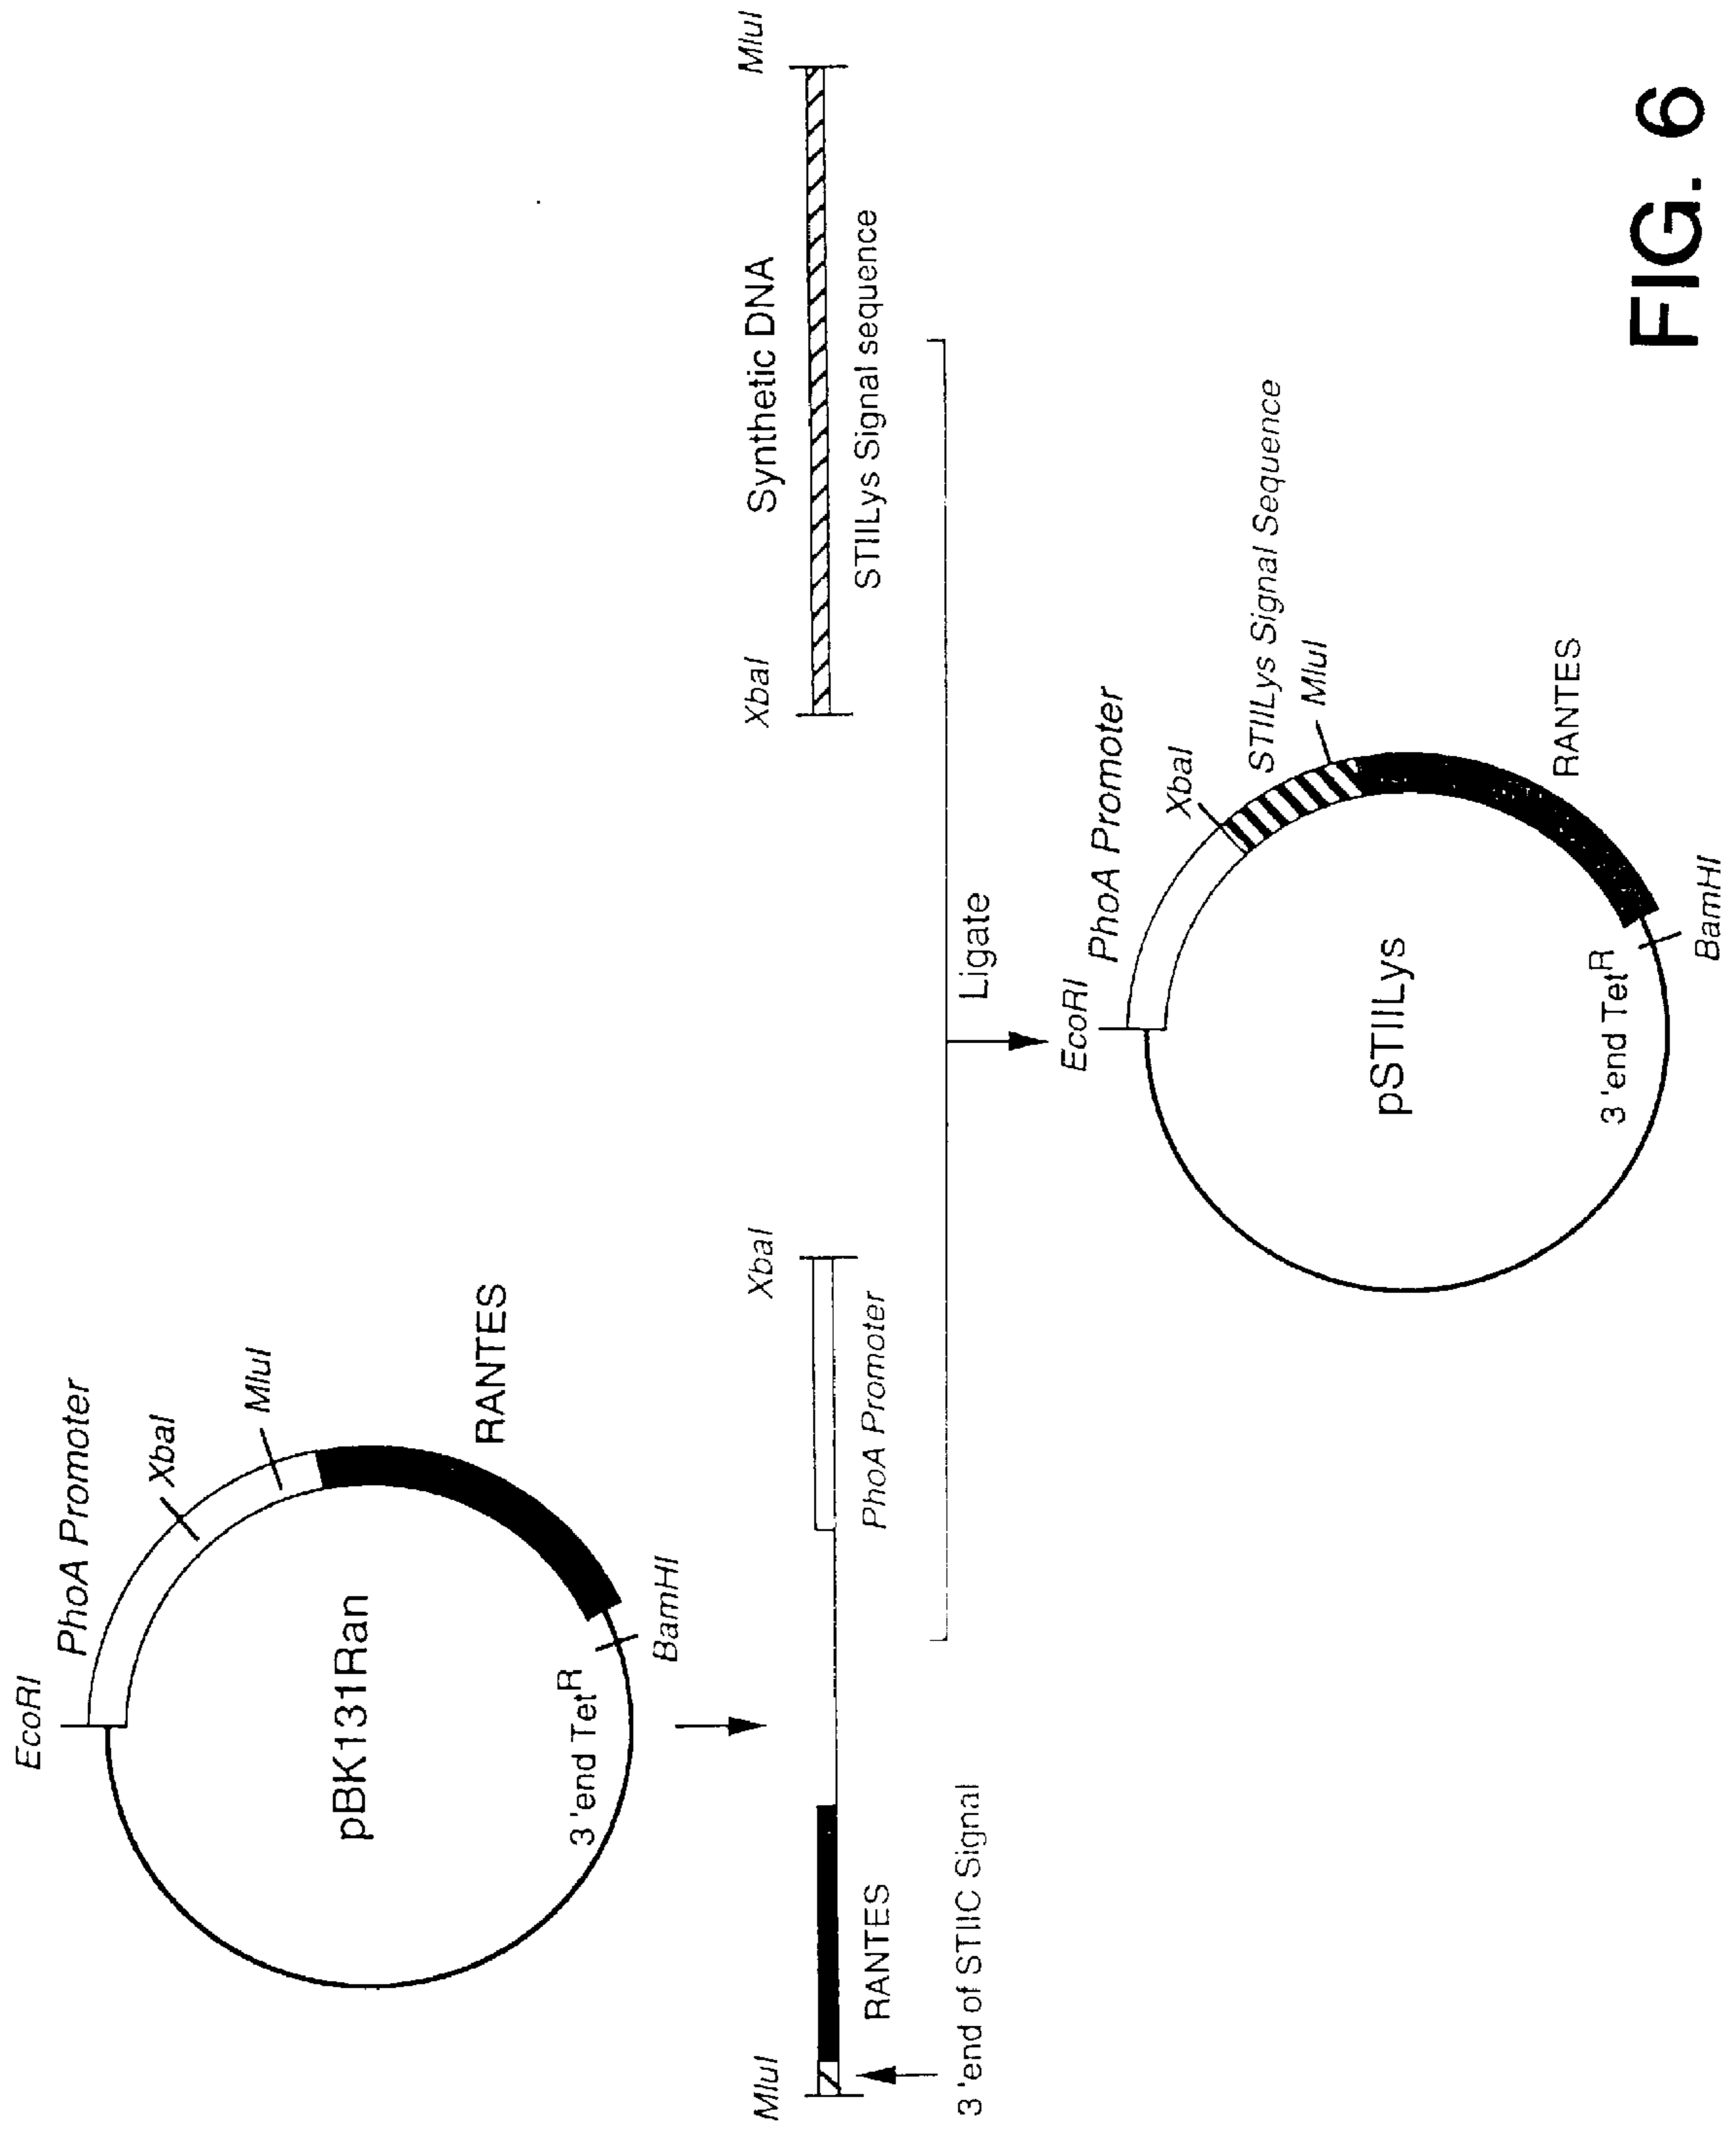 EcoRI
PhoA Promoter
XbaI
MluI
pBK131Ran
RANTES
3 'end Tet^R
BamHI
MluI
XbaI
XbaI
Synthetic DNA
MluI
RANTES
PhoA Promoter
STIILys Signal sequence
3 'end of STIIC Signal
Ligate
EcoRI
PhoA Promoter
XbaI
STIILys Signal Sequence
MluI
pSTIILys
RANTES
3 'end Tet^R
BamHI
FIG. 6